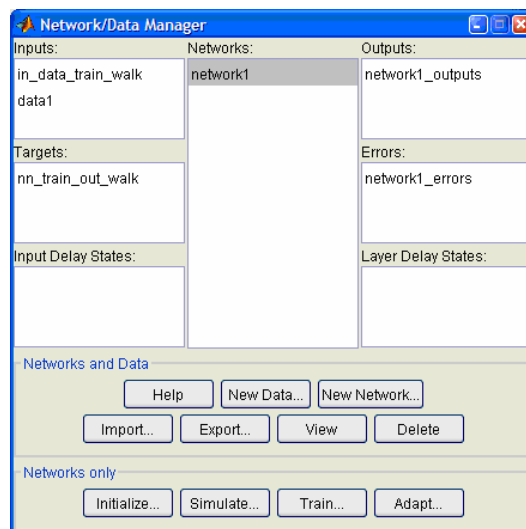 Network/Data Manager
Inputs: Networks: Outputs:
in_data_train_walk network1 network1_outputs
data1
Targets: Errors:
nn_train_out_walk network1_errors
Input Delay States: Layer Delay States:
Networks and Data
Help New Data... New Network...
Import... Export... View Delete
Networks only
Initialize... Simulate... Train... Adapt...